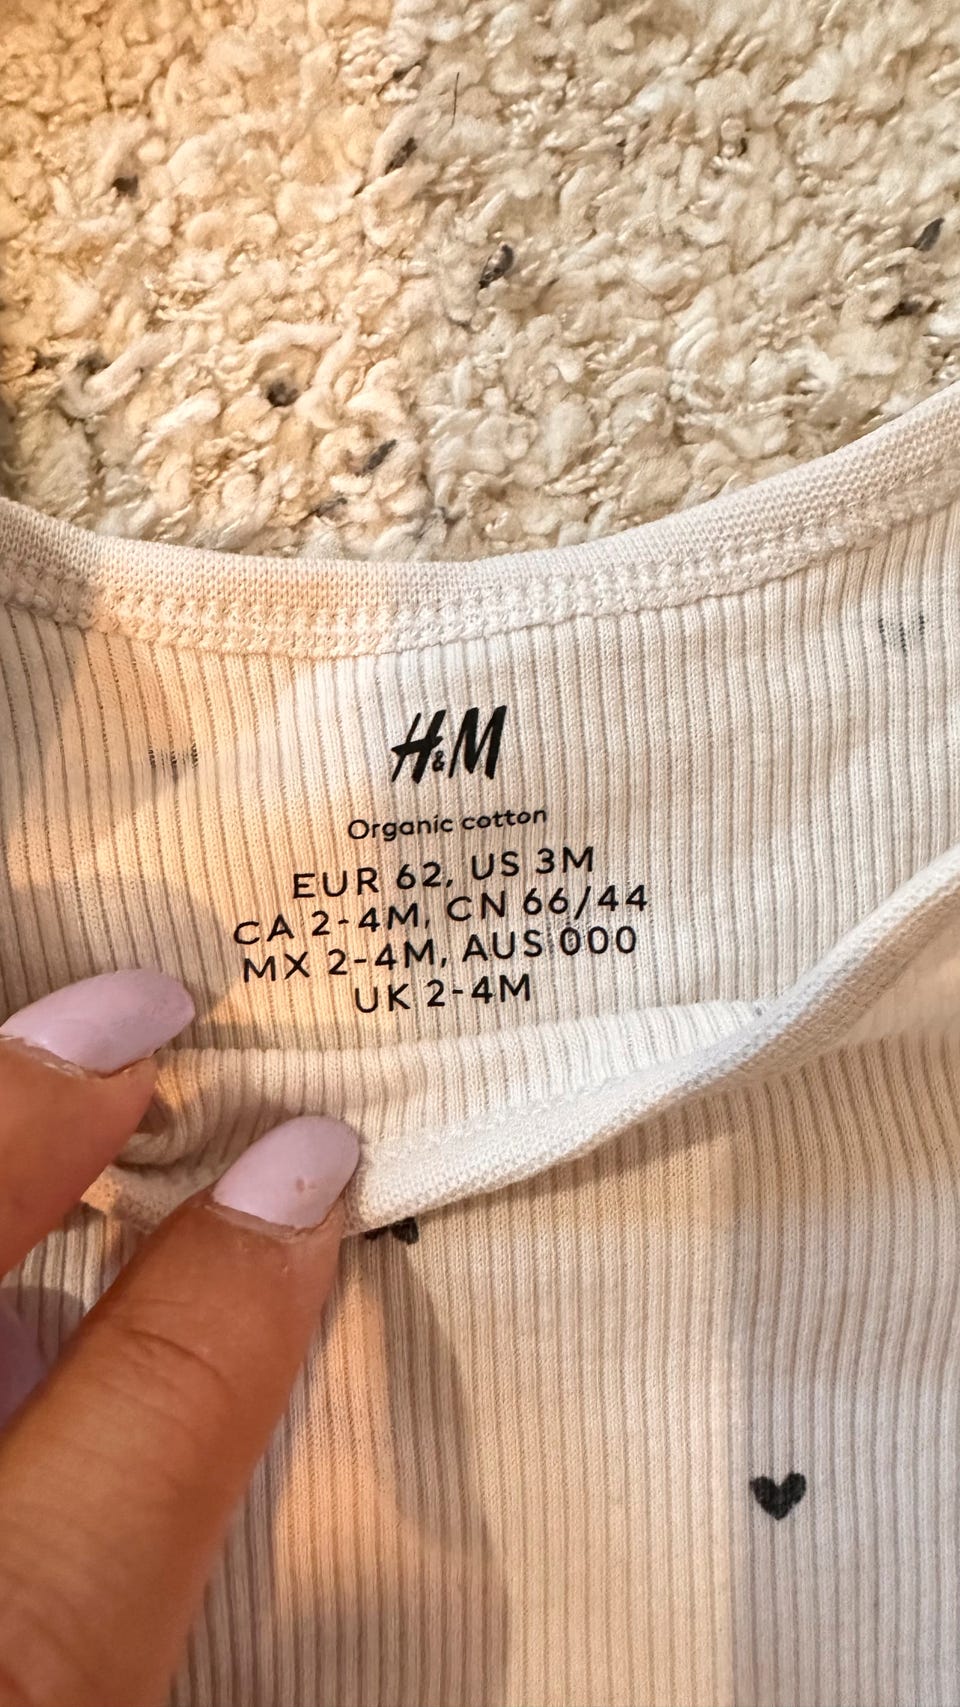 H&M
Organic cotton
EUR 62, US 3M
CA 2-4M, CN 66/44
MX 2-4M, AUS 000
UK 2-4M